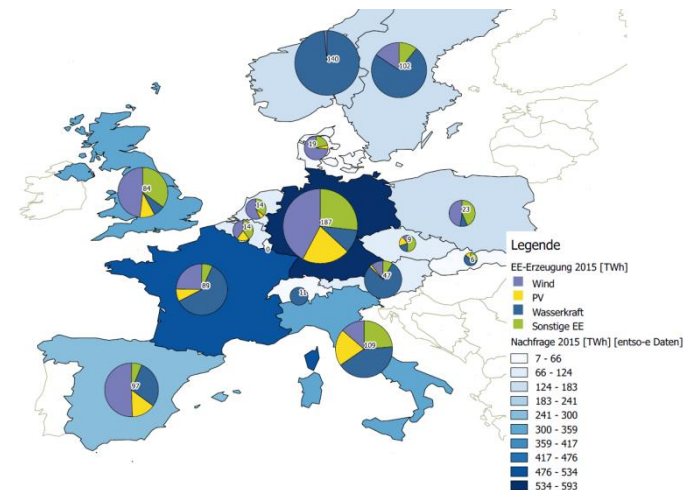 140
102
19
84
14
14
187
23
6
9
6
47
89
16
109
97
Legende
EE-Erzeugung 2015 [TWh]
Wind
PV
Wasserkraft
Sonstige EE
Nachfrage 2015 [TWh] [entso-e Daten]
7 - 66
66 - 124
124 - 183
183 - 241
241 - 300
300 - 359
359 - 417
417 - 476
476 - 534
534 - 593